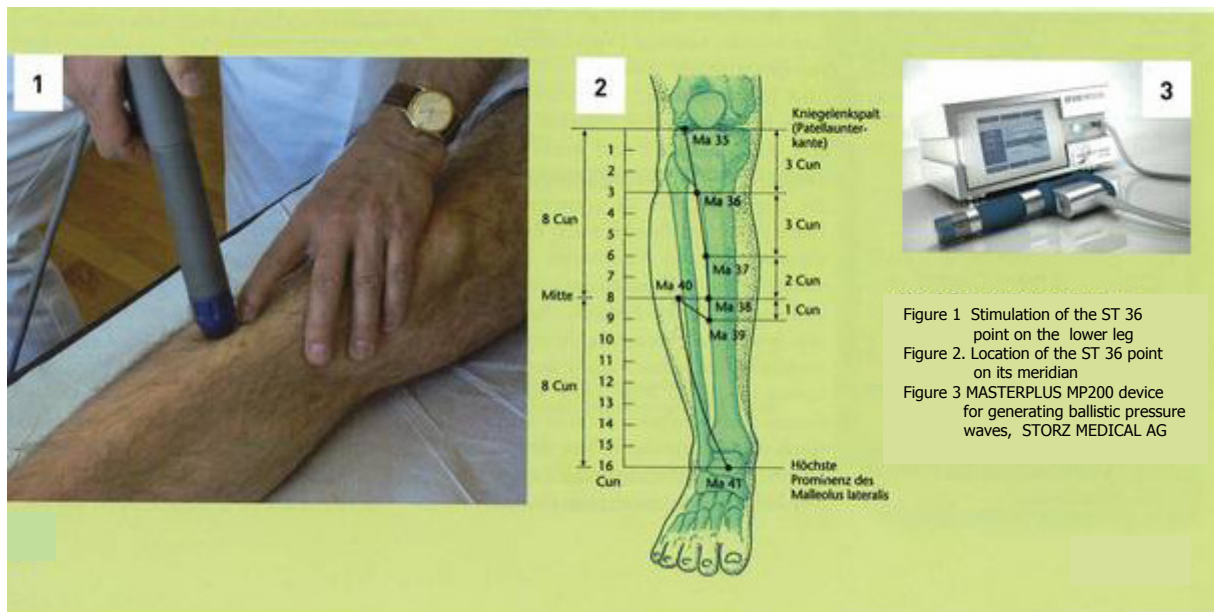 1
2
3
Kniegelenkspalt
(Patellaunter-
kante)
Ma 35
1
2
3
4
5
6
7
8
9
10
11
12
13
14
15
16
Cun
8 Cun
Mitte
8 Cun
3 Cun
Ma 36
3 Cun
Ma 37
Ma 40
2 Cun
Ma 38
1 Cun
Ma 39
Ma 41
Höchste
Prominenz des
Malleolus lateralis
Figure 1 Stimulation of the ST 36
point on the lower leg
Figure 2. Location of the ST 36 point
on its meridian
Figure 3 MASTERPLUS MP200 device
for generating ballistic pressure
waves, STORZ MEDICAL AG